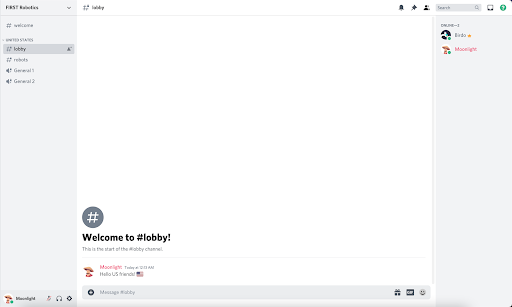 FIRST Robotics
# lobby
Search
# welcome
UNITED STATES
# lobby
# robots
General 1
General 2
ONLINE—2
Birdo
Moonlight
#
Welcome to #lobby!
This is the start of the #lobby channel.
Moonlight Today at 12:13 AM
Hello US friends! 🇺🇸
Message #lobby
GIF
Moonlight